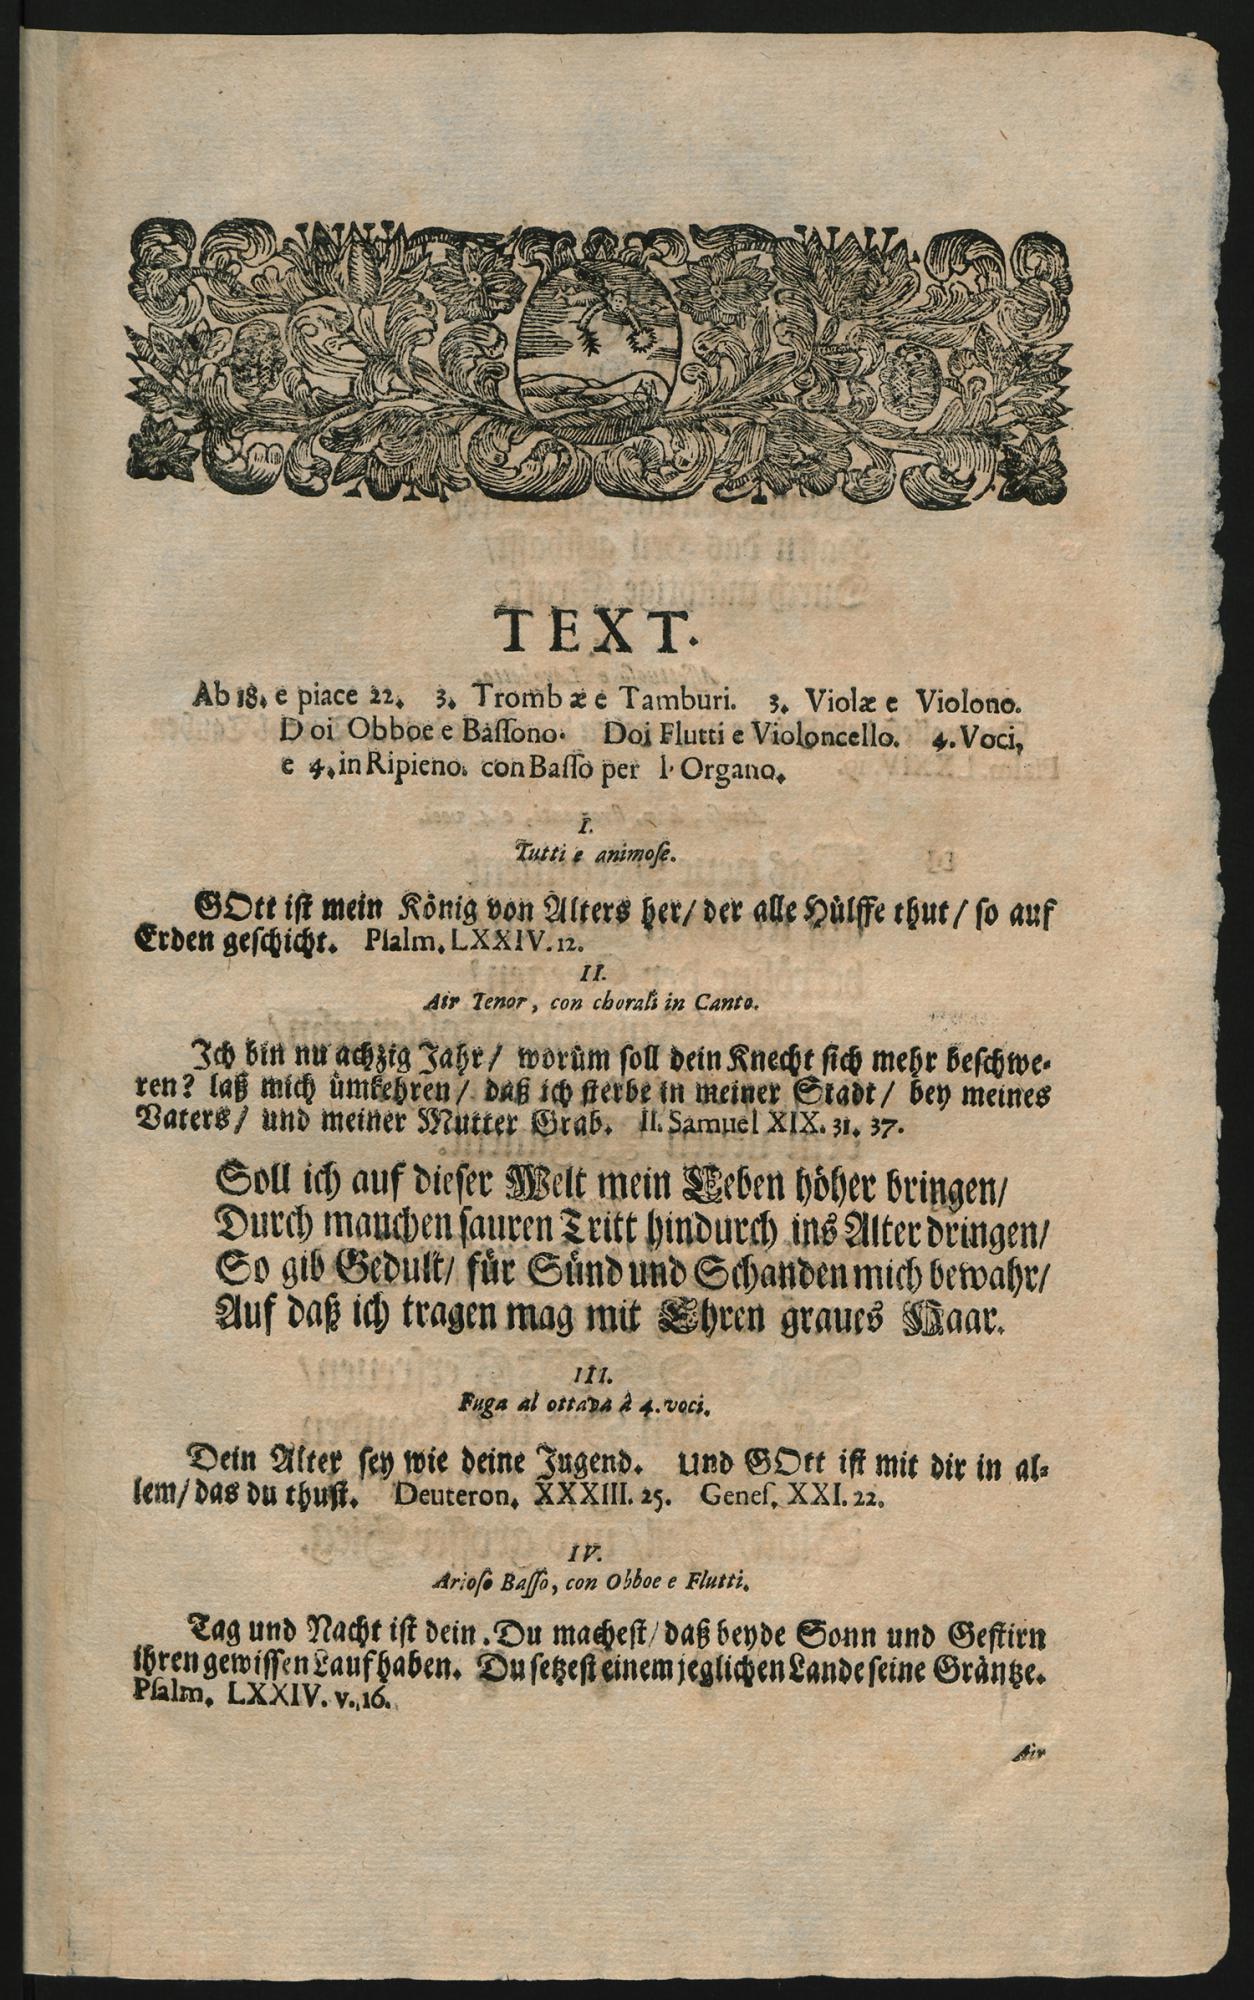 TEXT.
Ab 18. e piace 22. 3. Trombæ e Tamburi. 3. Violæ e Violono.
Doi Obboe e Bassono. Doi Flutti e Violoncello. 4. Voci,
e 4. in Ripieno. con Basso per l'Organo.
I.
Tutti e animose.
GOtt ist mein König von Alters her/ der alle Hülffe thut/ so auf
Erden geschicht. Psalm. LXXIV. 12.
II.
Air Tenor, con chorali in Canto.
Ich bin nu achzig Jahr/ worüm soll dein Knecht sich mehr beschwe-
ren? laß mich ümkehren/ daß ich sterbe in meiner Stadt/ bey meines
Vaters/ und meiner Mutter Grab. II. Samuel XIX. 31. 37.
Soll ich auf dieser Welt mein Leben höher bringen/
Durch manchen sauren Tritt hindurch ins Alter dringen/
So gib Gedult/ für Sünd und Schanden mich bewahr/
Auf daß ich tragen mag mit Ehren graues Haar.
III.
Fuga al ottava à 4. voci.
Dein Alter sey wie deine Jugend. Und GOtt ist mit dir in al-
lem/ das du thust. Deuteron. XXXIII. 25. Genes. XXI. 22.
IV.
Arioso Basso, con Obboe e Flutti.
Tag und Nacht ist dein. Du machest/ daß beyde Sonn und Gestirn
ihren gewissen Lauf haben. Du setzest einem jeglichen Lande seine Gräntze.
Psalm. LXXIV. v. 16.
Air